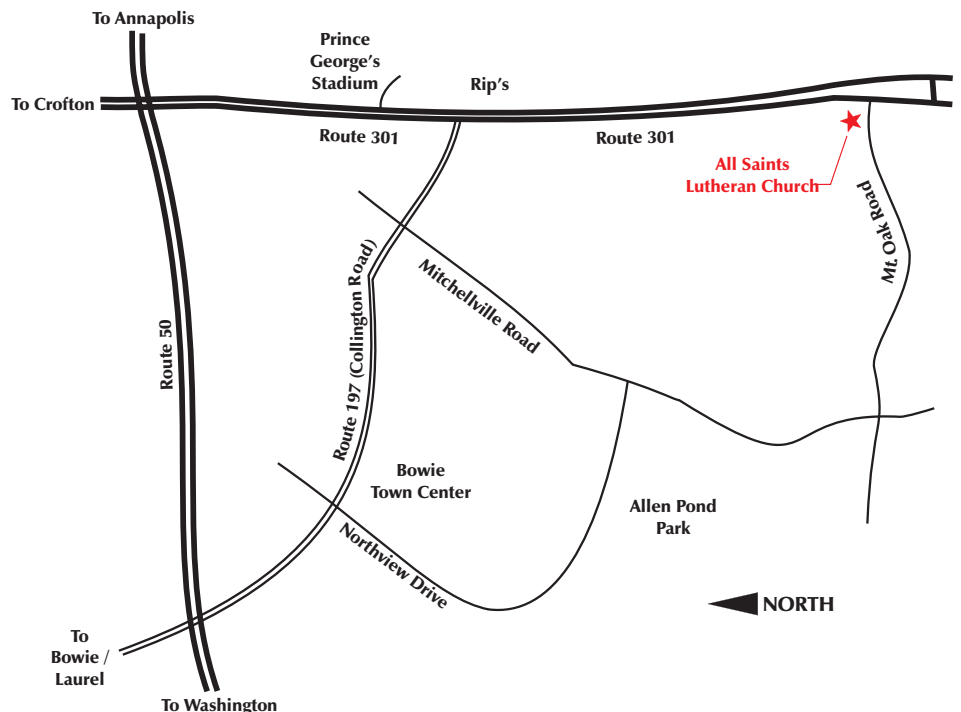 To Annapolis
Prince
George's
Stadium
Rip's
To Crofton
Route 301
Route 301
All Saints
Lutheran Church
Mt. Oak Road
Mitchellville Road
Route 50
Route 197 (Collington Road)
Bowie
Town Center
Allen Pond
Park
Northview Drive
NORTH
To
Bowie /
Laurel
To Washington